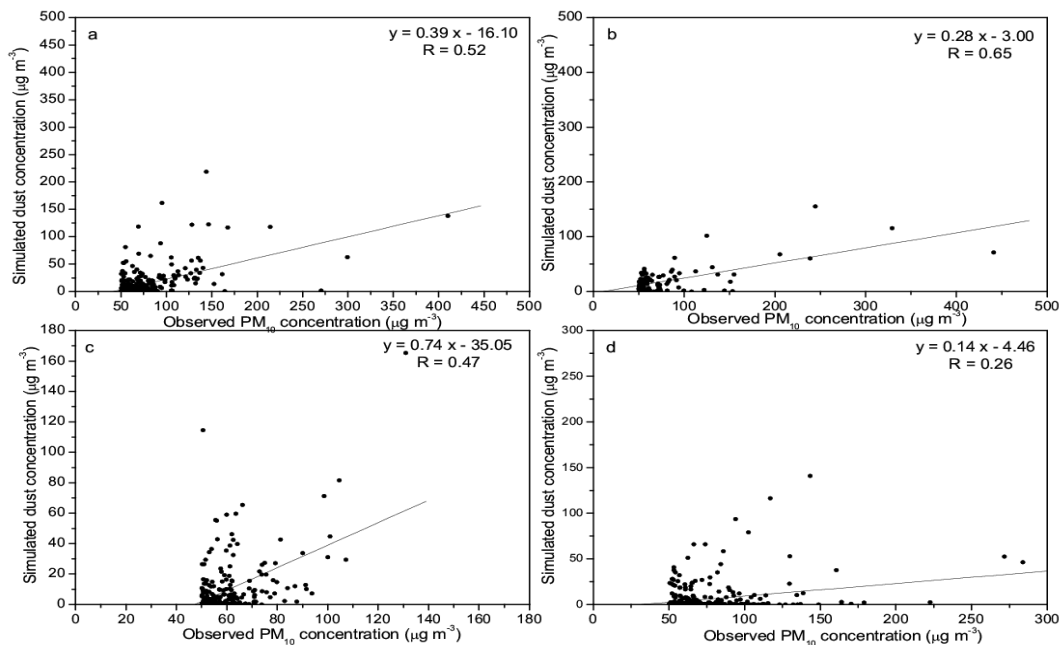 a
y = 0.39 x - 16.10
R = 0.52
Simulated dust concentration (μg m⁻³)
500
450
400
350
300
250
200
150
100
50
0
0 50 100 150 200 250 300 350 400 450 500
Observed PM₁₀ concentration (μg m⁻³)
b
y = 0.28 x - 3.00
R = 0.65
Simulated dust concentration (μg m⁻³)
500
450
400
350
300
250
200
150
100
50
0
0 100 200 300 400 500
Observed PM₁₀ concentration (μg m⁻³)
c
y = 0.74 x - 35.05
R = 0.47
Simulated dust concentration (μg m⁻³)
180
160
140
120
100
80
60
40
20
0
0 20 40 60 80 100 120 140 160 180
Observed PM₁₀ concentration (μg m⁻³)
d
y = 0.14 x - 4.46
R = 0.26
Simulated dust concentration (μg m⁻³)
300
250
200
150
100
50
0
0 50 100 150 200 250 300
Observed PM₁₀ concentration (μg m⁻³)